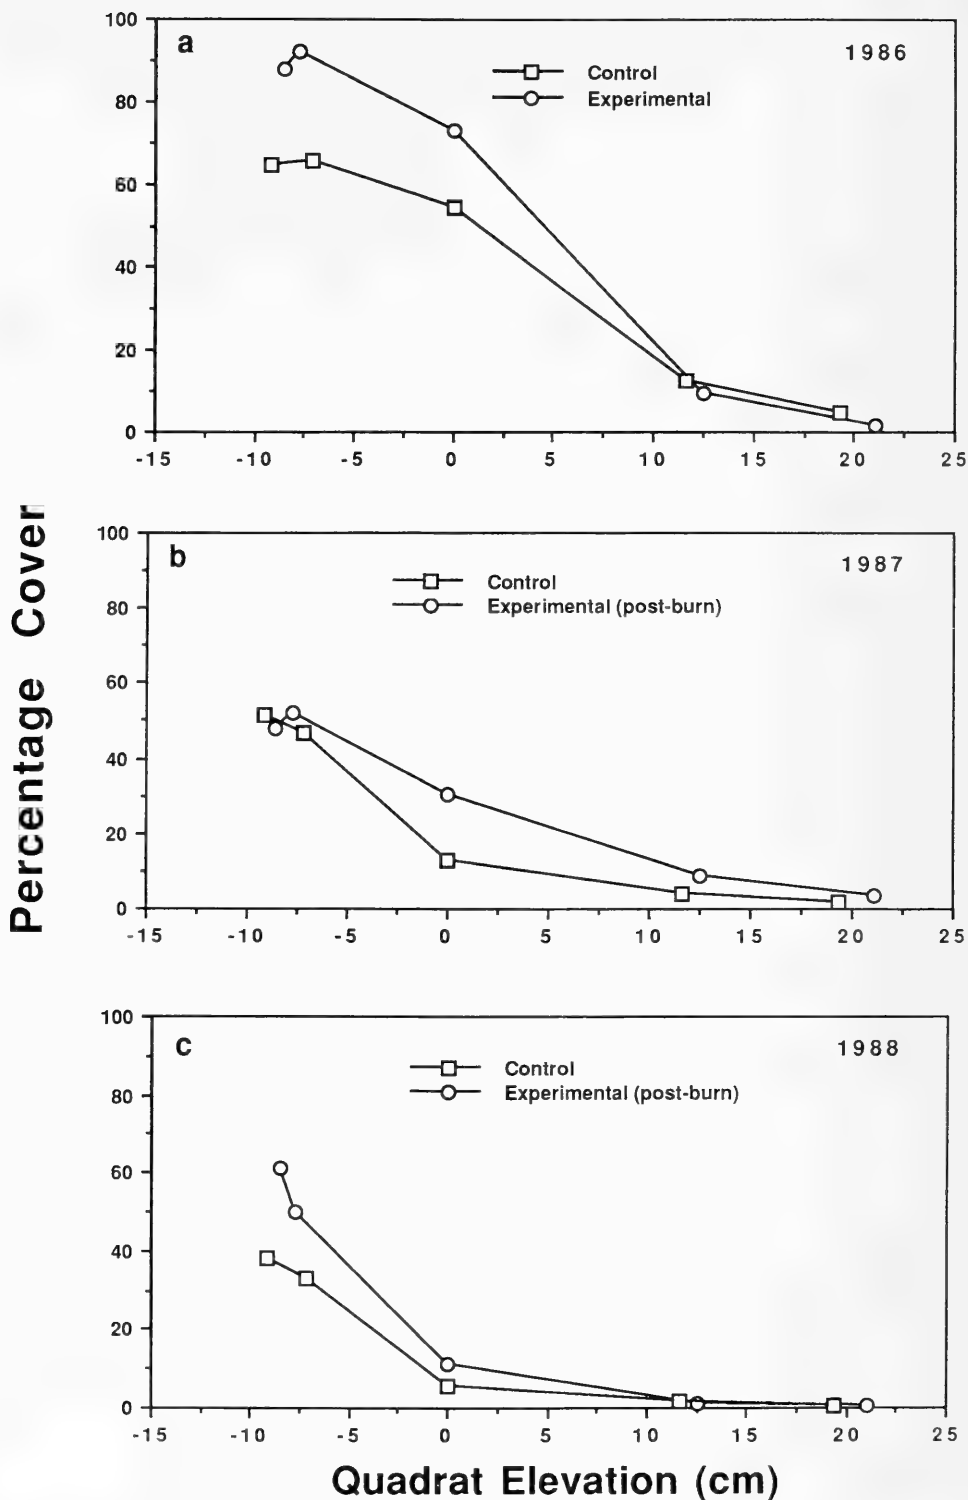 Percentage Cover
a
1986
Control
Experimental
100
80
60
40
20
0
-15 -10 -5 0 5 10 15 20 25
b
1987
Control
Experimental (post-burn)
100
80
60
40
20
0
-15 -10 -5 0 5 10 15 20 25
c
1988
Control
Experimental (post-burn)
100
80
60
40
20
0
-15 -10 -5 0 5 10 15 20 25
Quadrat Elevation (cm)